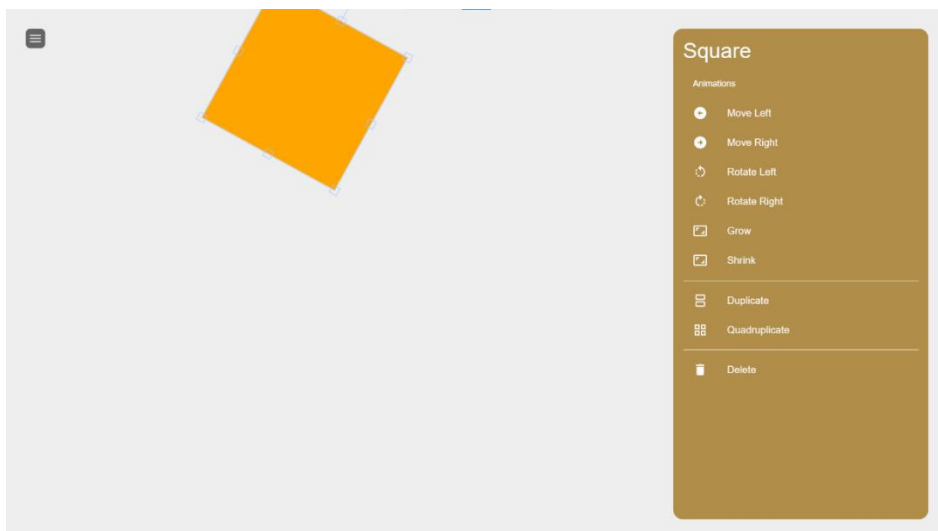 Square
Animations
Move Left
Move Right
Rotate Left
Rotate Right
Grow
Shrink
Duplicate
Quadruplicate
Delete